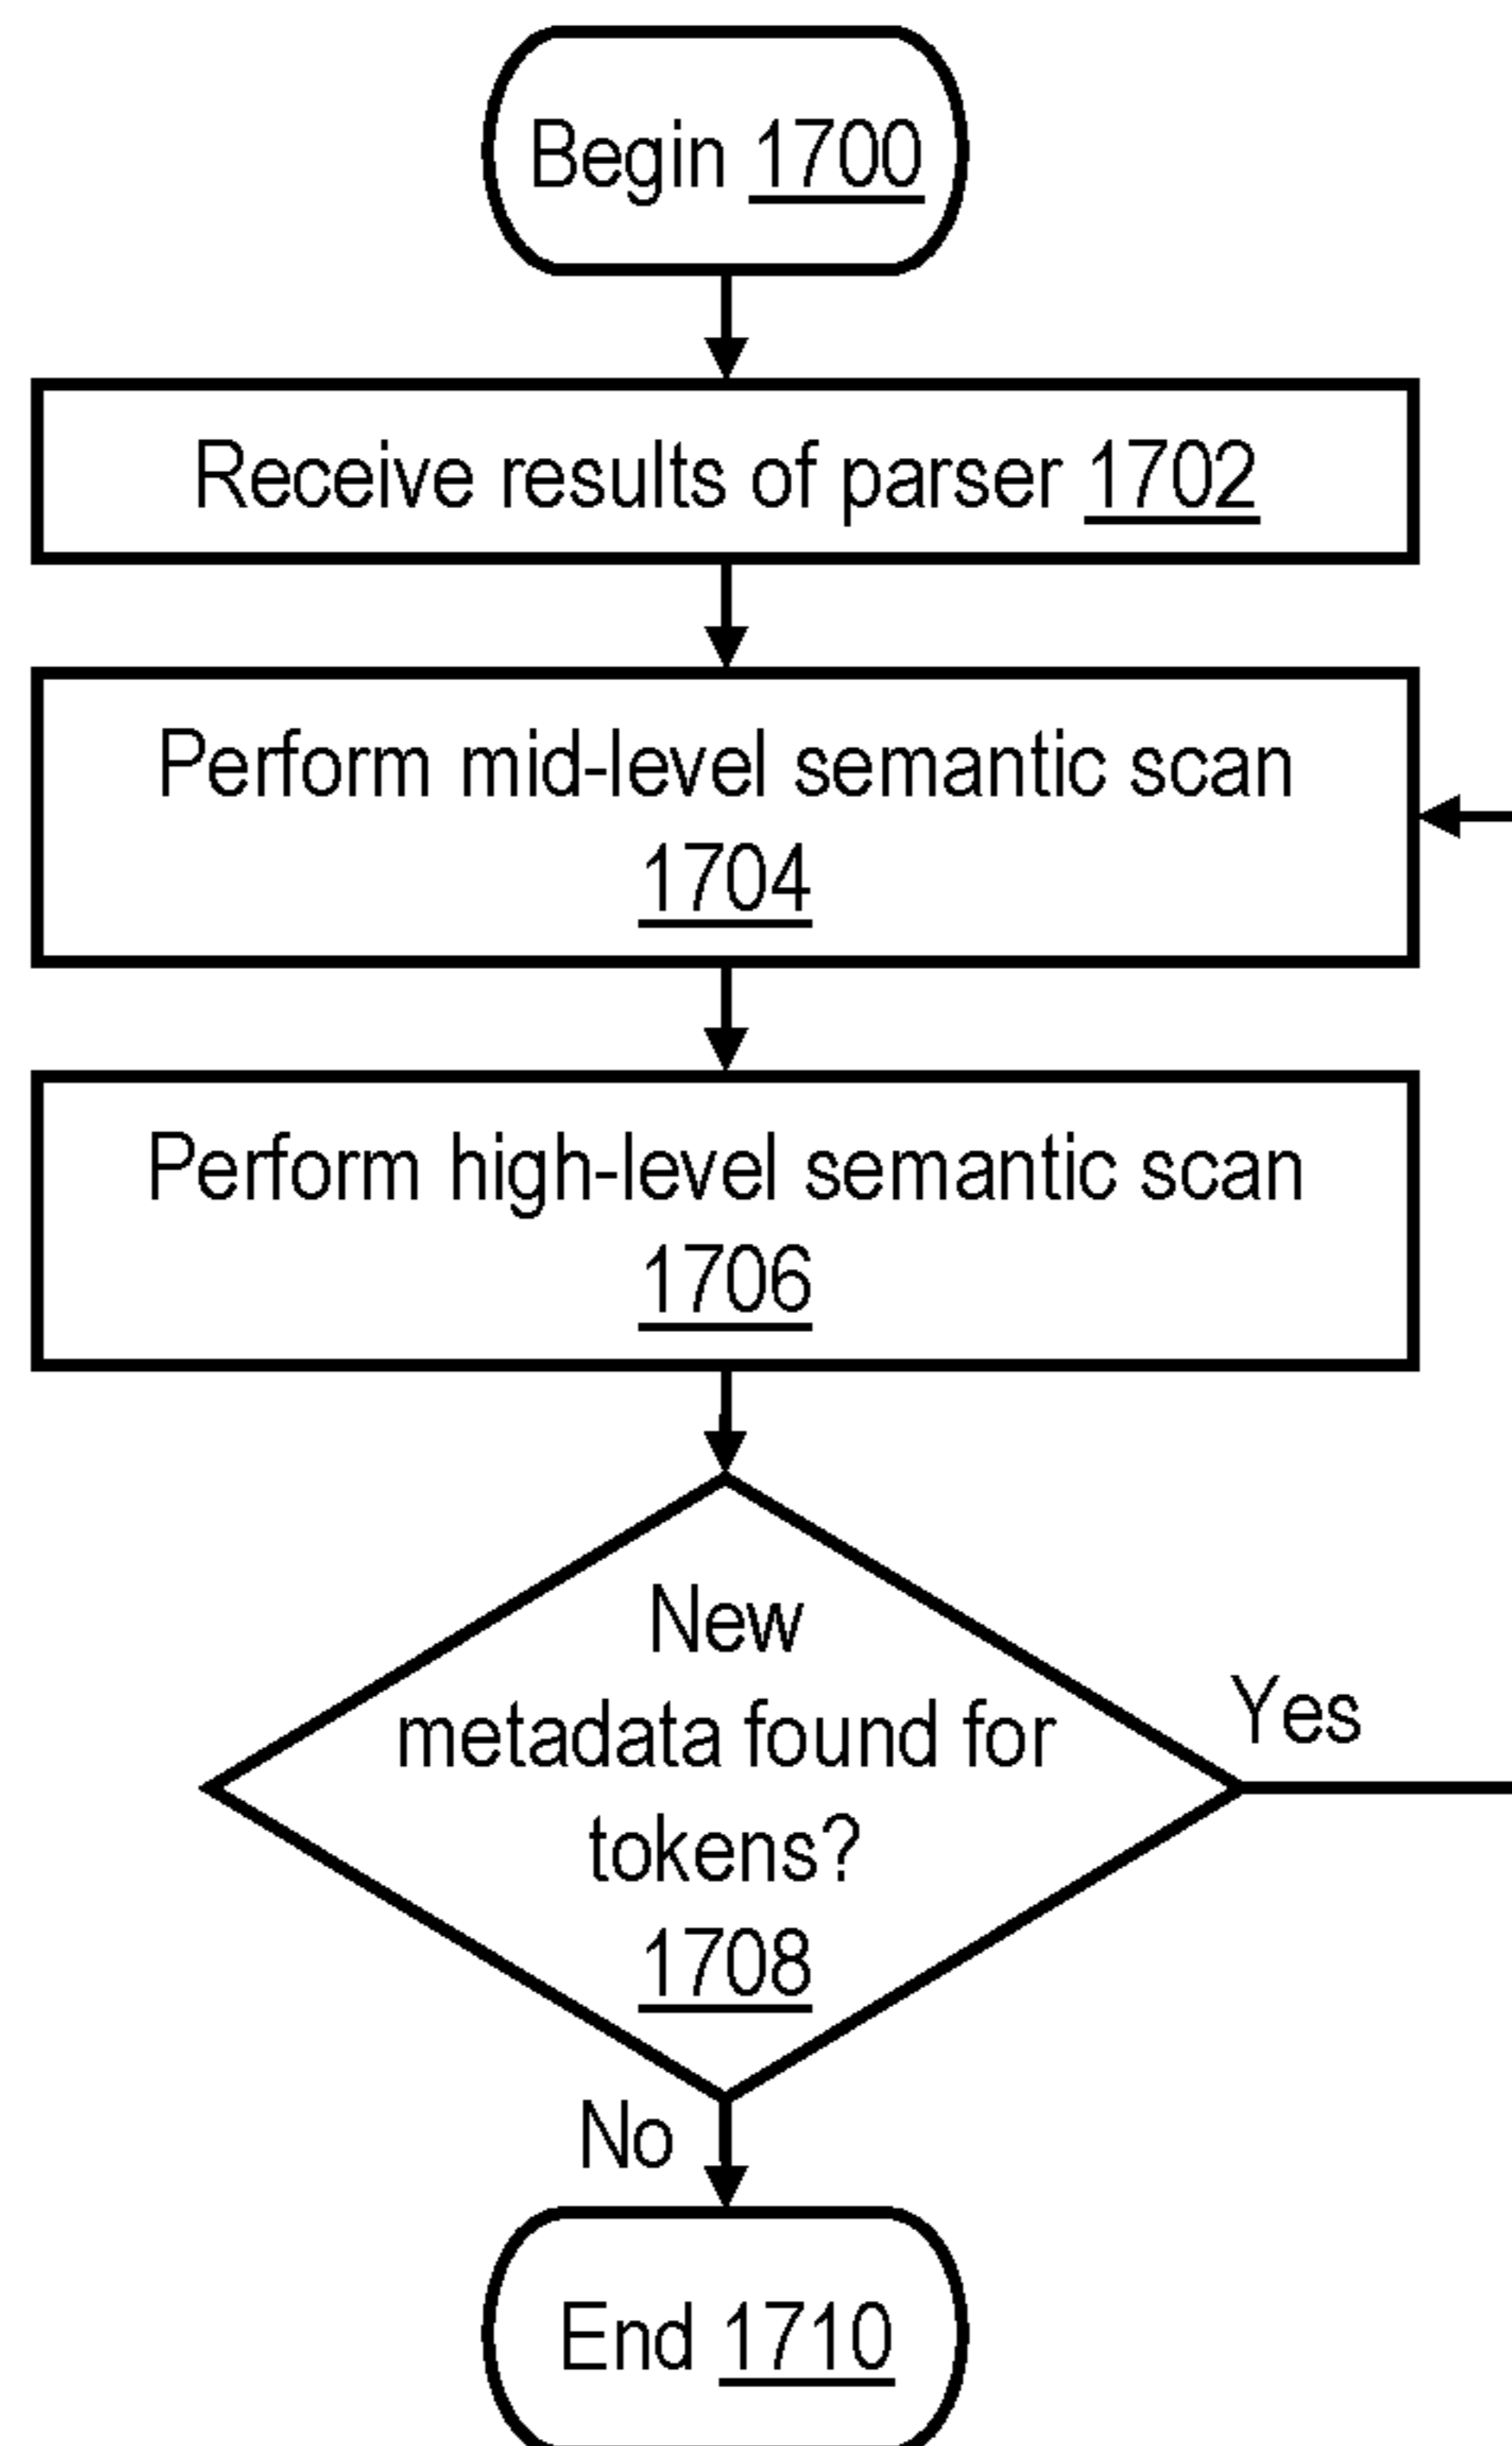 Begin 1700
Receive results of parser 1702
Perform mid-level semantic scan
1704
Perform high-level semantic scan
1706
New
metadata found for
tokens?
1708
Yes
No
End 1710